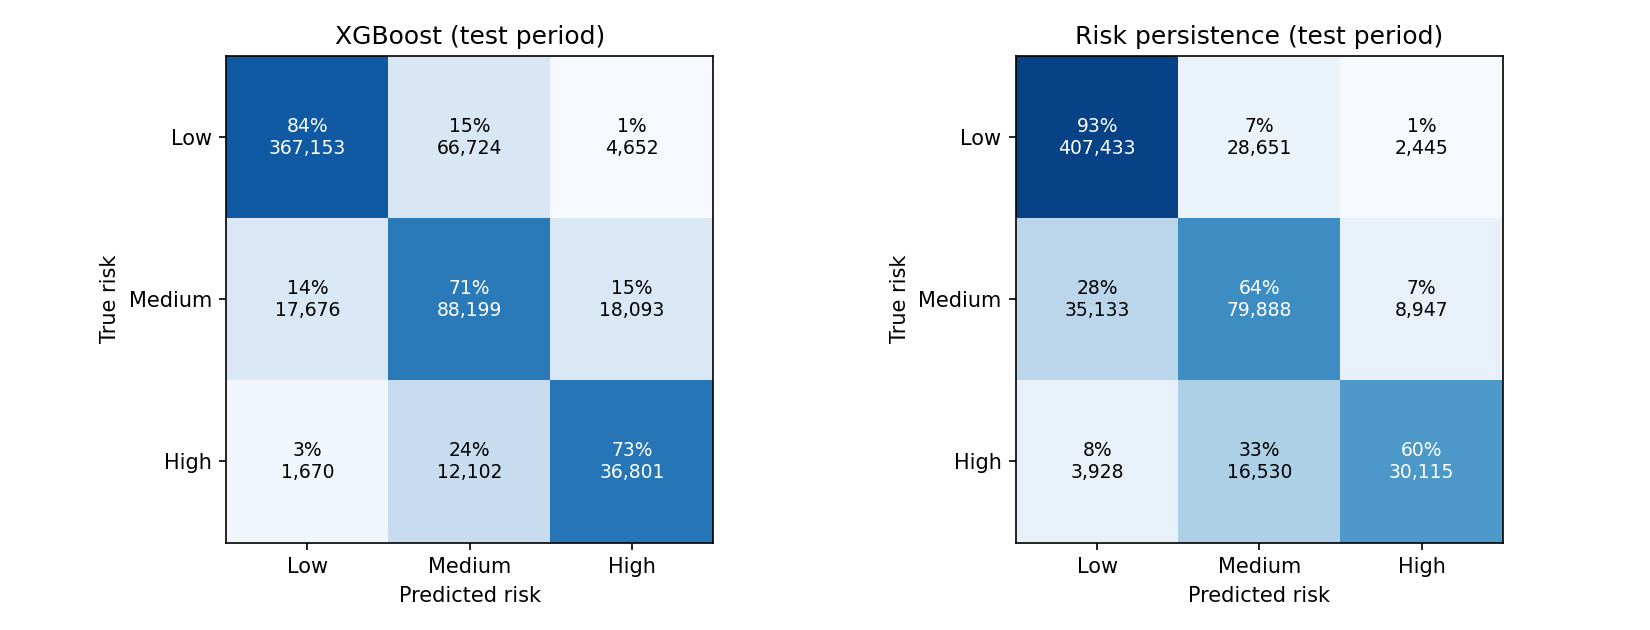 XGBoost (test period)
True risk
Low
84%
367,153
15%
66,724
1%
4,652
Medium
14%
17,676
71%
88,199
15%
18,093
High
3%
1,670
24%
12,102
73%
36,801
Low
Medium
High
Predicted risk
Risk persistence (test period)
True risk
Low
93%
407,433
7%
28,651
1%
2,445
Medium
28%
35,133
64%
79,888
7%
8,947
High
8%
3,928
33%
16,530
60%
30,115
Low
Medium
High
Predicted risk